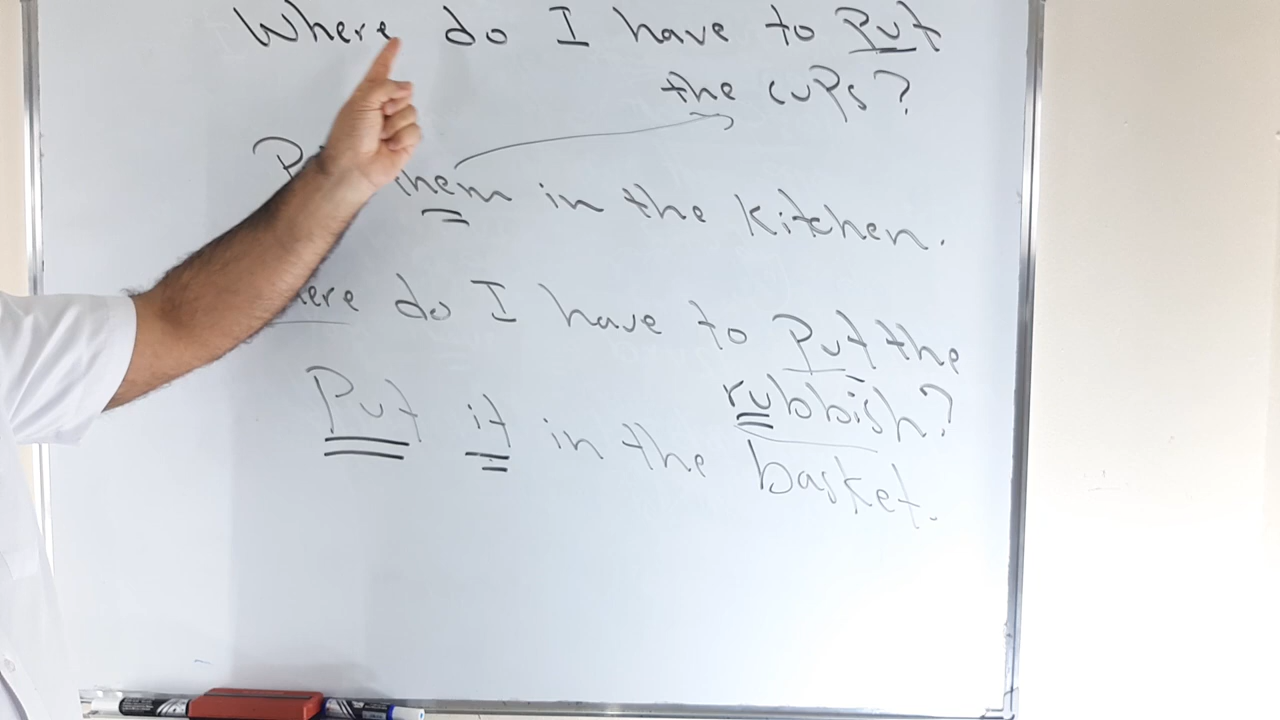 Where do I have to Put
the cups?
them in the kitchen.
Where do I have to Put the
rubbish?
Put it in the basket.